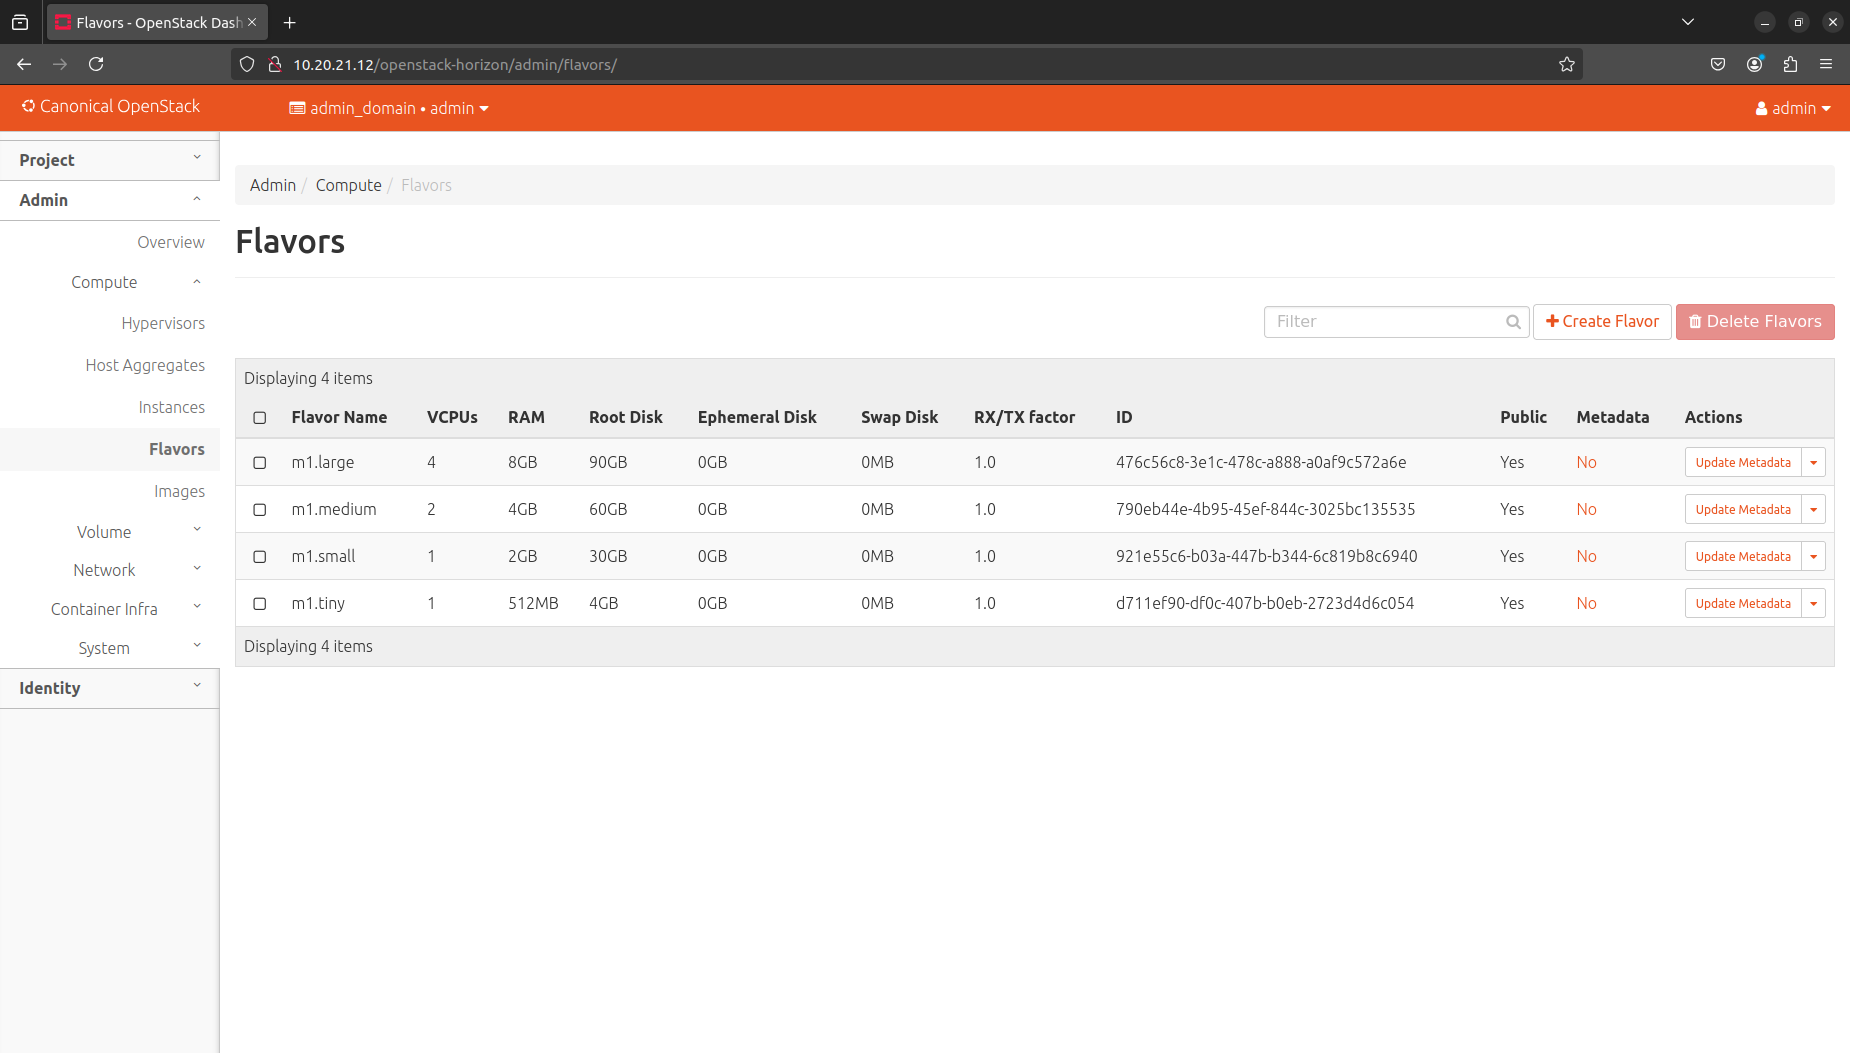 Flavors - OpenStack Dash
10.20.21.12/openstack-horizon/admin/flavors/
Canonical OpenStack
admin_domain • admin
admin
Project
Admin
Overview
Compute
Hypervisors
Host Aggregates
Instances
Flavors
Images
Volume
Network
Container Infra
System
Identity
Admin / Compute / Flavors
Flavors
Filter
Create Flavor
Delete Flavors
Displaying 4 items
Flavor Name VCPUs RAM Root Disk Ephemeral Disk Swap Disk RX/TX factor ID Public Metadata Actions
m1.large 4 8GB 90GB 0GB 0MB 1.0 476c56c8-3e1c-478c-a888-a0af9c572a6e Yes No Update Metadata
m1.medium 2 4GB 60GB 0GB 0MB 1.0 790eb44e-4b95-45ef-844c-3025bc135535 Yes No Update Metadata
m1.small 1 2GB 30GB 0GB 0MB 1.0 921e55c6-b03a-447b-b344-6c819b8c6940 Yes No Update Metadata
m1.tiny 1 512MB 4GB 0GB 0MB 1.0 d711ef90-df0c-407b-b0eb-2723d4d6c054 Yes No Update Metadata
Displaying 4 items